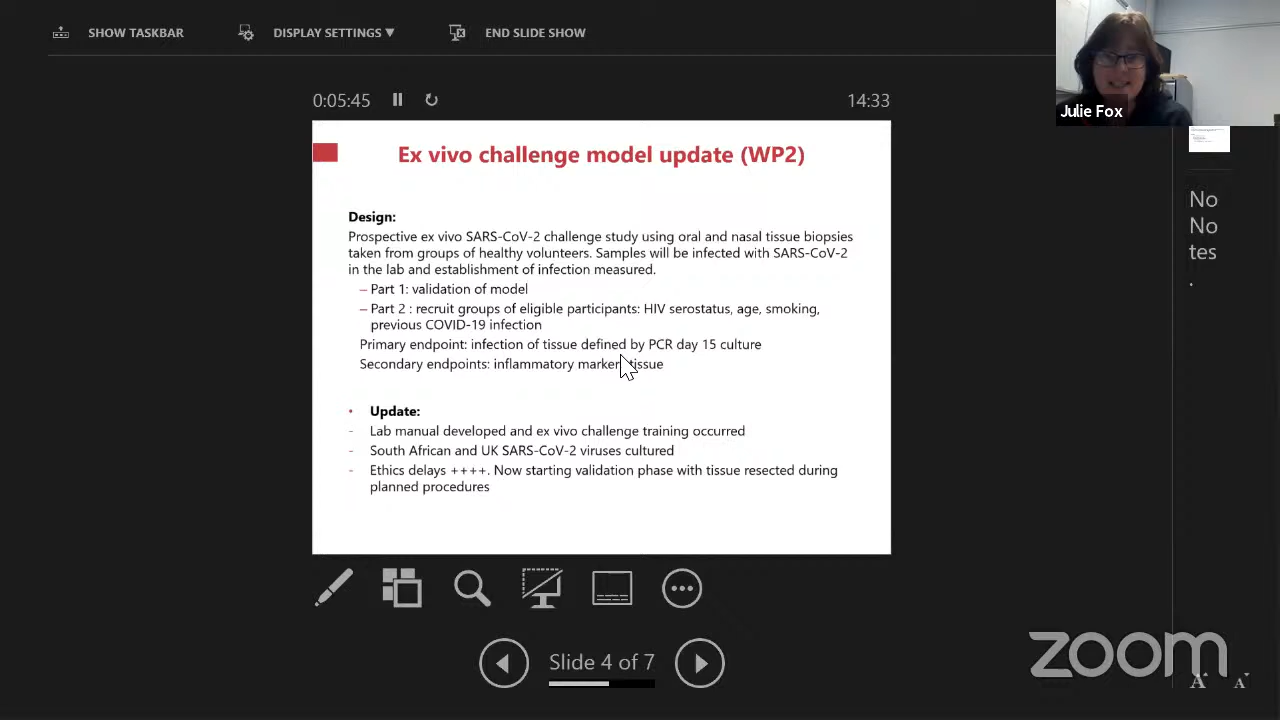 SHOW TASKBAR DISPLAY SETTINGS ▼ END SLIDE SHOW
Julie Fox
0:05:45 14:33
Ex vivo challenge model update (WP2)
Design:
Prospective ex vivo SARS-CoV-2 challenge study using oral and nasal tissue biopsies
taken from groups of healthy volunteers. Samples will be infected with SARS-CoV-2
in the lab and establishment of infection measured.
– Part 1: validation of model
– Part 2 : recruit groups of eligible participants: HIV serostatus, age, smoking,
previous COVID-19 infection
Primary endpoint: infection of tissue defined by PCR day 15 culture
Secondary endpoints: inflammatory marker tissue
• Update:
- Lab manual developed and ex vivo challenge training occurred
- South African and UK SARS-CoV-2 viruses cultured
- Ethics delays ++++. Now starting validation phase with tissue resected during
planned procedures
No
No
tes
.
Slide 4 of 7
zoom
A A